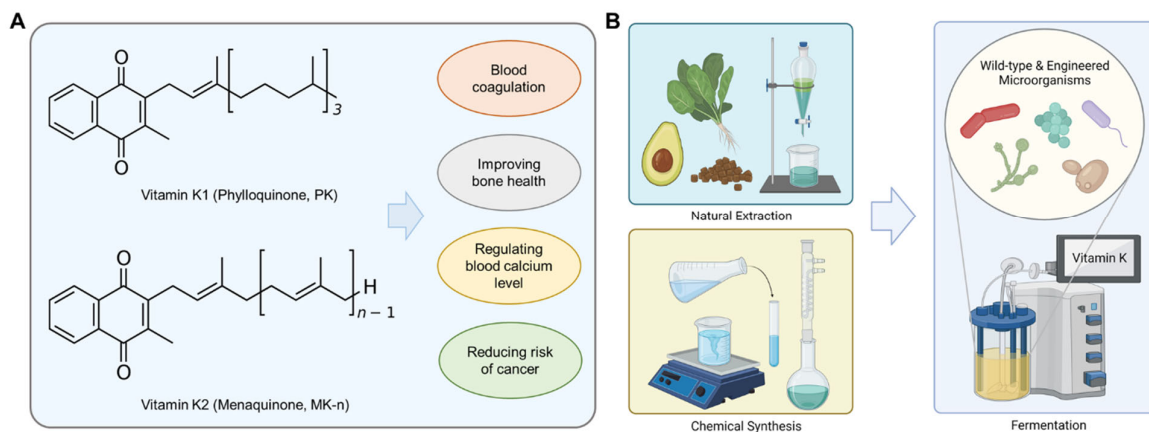 A
O
O
3
Vitamin K1 (Phylloquinone, PK)
O
O
H
n − 1
Vitamin K2 (Menaquinone, MK-n)
Blood
coagulation
Improving
bone health
Regulating
blood calcium
level
Reducing risk
of cancer
B
Natural Extraction
Chemical Synthesis
Wild-type & Engineered
Microorganisms
Vitamin K
Fermentation